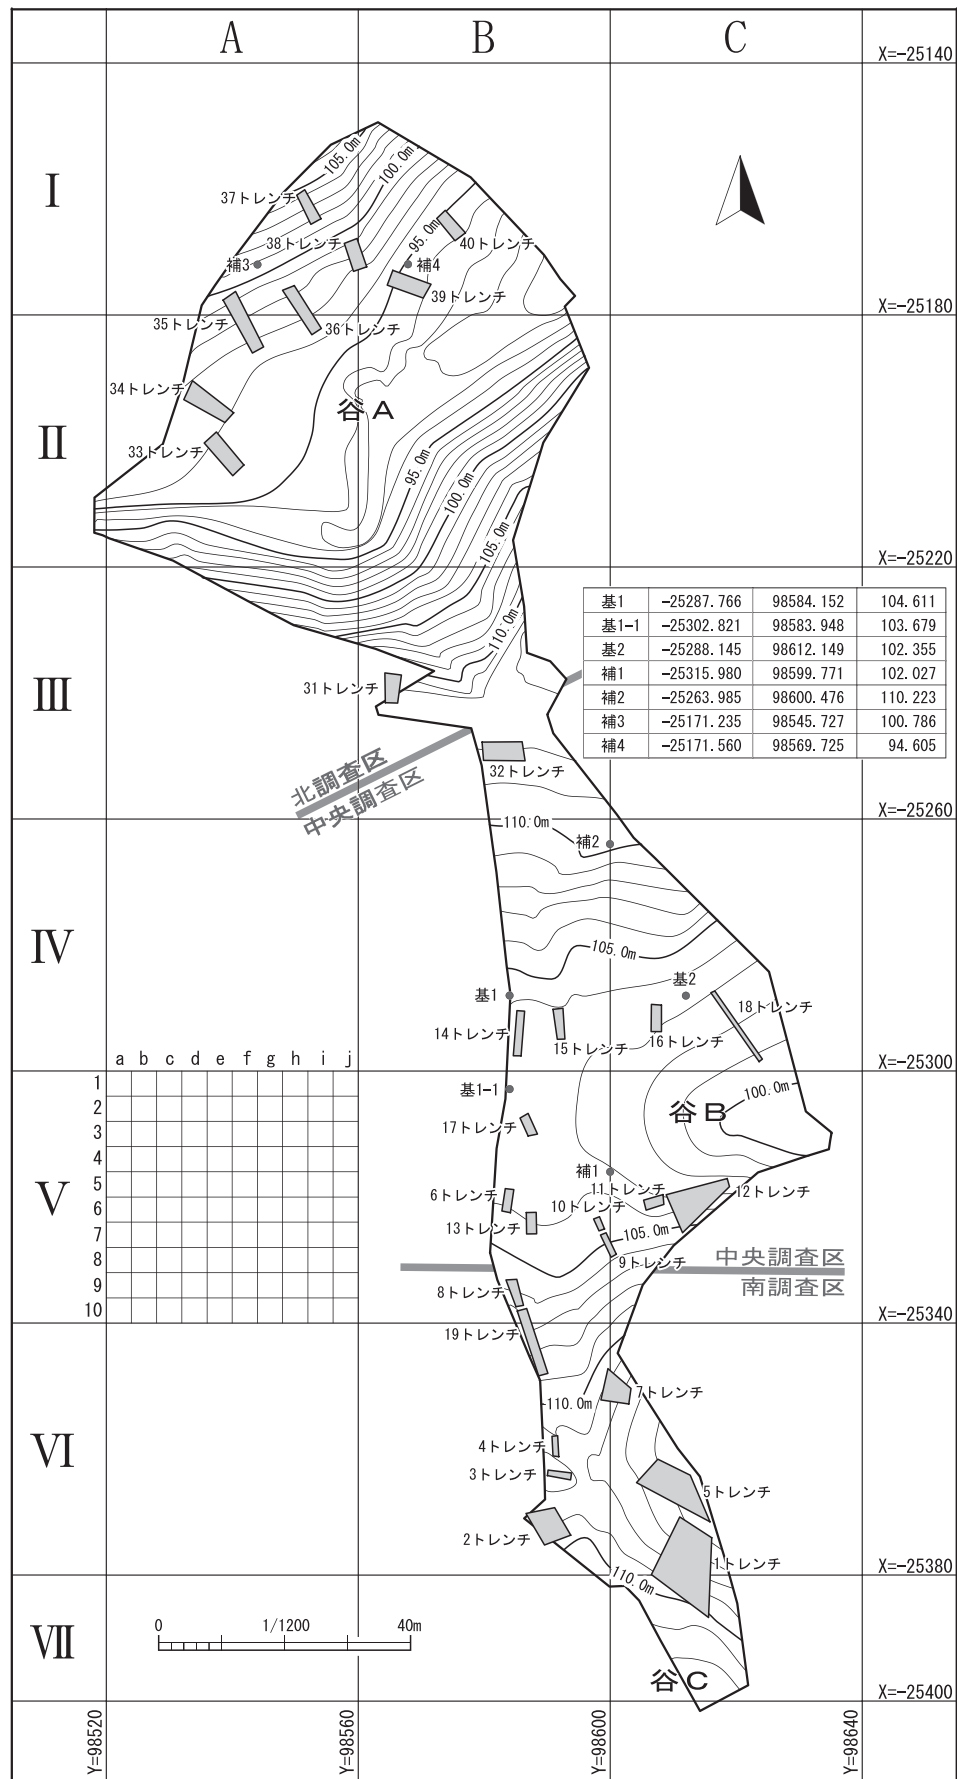 A
B
C
X=-25140
I
105.0m
100.0m
37トレンチ
38トレンチ
95.0m
40トレンチ
補3
補4
39トレンチ
X=-25180
35トレンチ
36トレンチ
34トレンチ
谷A
II
33トレンチ
95.0m
100.0m
105.0m
X=-25220
基1 -25287.766 98584.152 104.611
基1-1 -25302.821 98583.948 103.679
基2 -25288.145 98612.149 102.355
補1 -25315.980 98599.771 102.027
補2 -25263.985 98600.476 110.223
補3 -25171.235 98545.727 100.786
補4 -25171.560 98569.725 94.605
110.0m
III
31トレンチ
北調査区
中央調査区
32トレンチ
X=-25260
110.0m
補2
IV
105.0m
基1
基2
14トレンチ
15トレンチ
16トレンチ
18トレンチ
X=-25300
a b c d e f g h i j
1
2
3
4
5
6
7
8
9
10
基1-1
100.0m
谷B
17トレンチ
V
補1
6トレンチ
11トレンチ
12トレンチ
10トレンチ
13トレンチ
105.0m
9トレンチ
中央調査区
南調査区
8トレンチ
X=-25340
19トレンチ
7トレンチ
110.0m
VI
4トレンチ
3トレンチ
5トレンチ
2トレンチ
1トレンチ
X=-25380
110.0m
0 1/1200 40m
VII
谷C
X=-25400
Y=98520
Y=98560
Y=98600
Y=98640